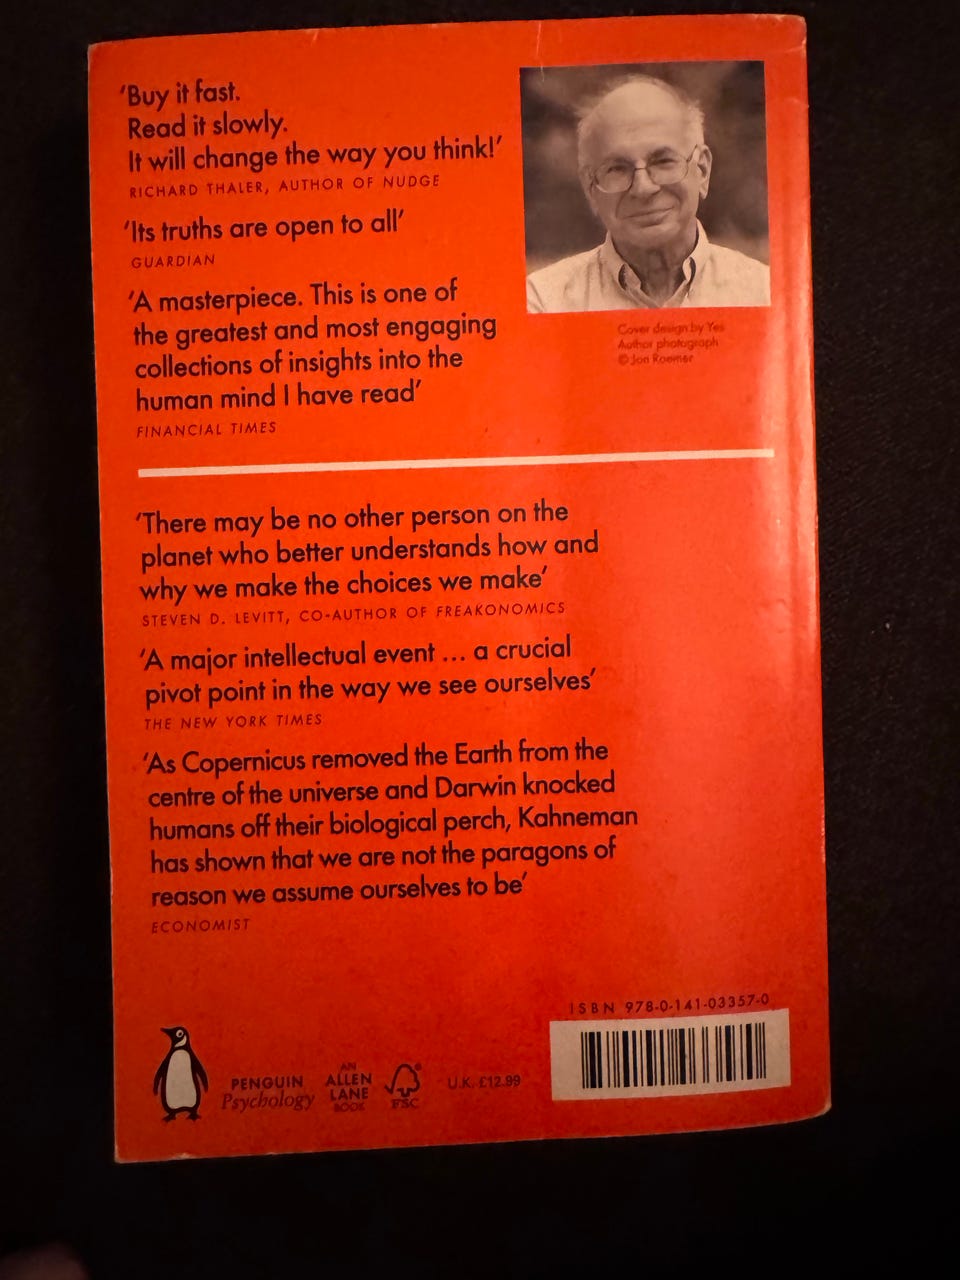 'Buy it fast.
Read it slowly.
It will change the way you think!'
RICHARD THALER, AUTHOR OF NUDGE
'Its truths are open to all'
GUARDIAN
'A masterpiece. This is one of
the greatest and most engaging
collections of insights into the
human mind I have read'
FINANCIAL TIMES
Cover design by Yes
Author photograph
© Jon Roemer
'There may be no other person on the
planet who better understands how and
why we make the choices we make'
STEVEN D. LEVITT, CO-AUTHOR OF FREAKONOMICS
'A major intellectual event ... a crucial
pivot point in the way we see ourselves'
THE NEW YORK TIMES
'As Copernicus removed the Earth from the
centre of the universe and Darwin knocked
humans off their biological perch, Kahneman
has shown that we are not the paragons of
reason we assume ourselves to be'
ECONOMIST
ISBN 978-0-141-03357-0
PENGUIN
Psychology
AN
ALLEN
LANE
BOOK
FSC
U.K. £12.99